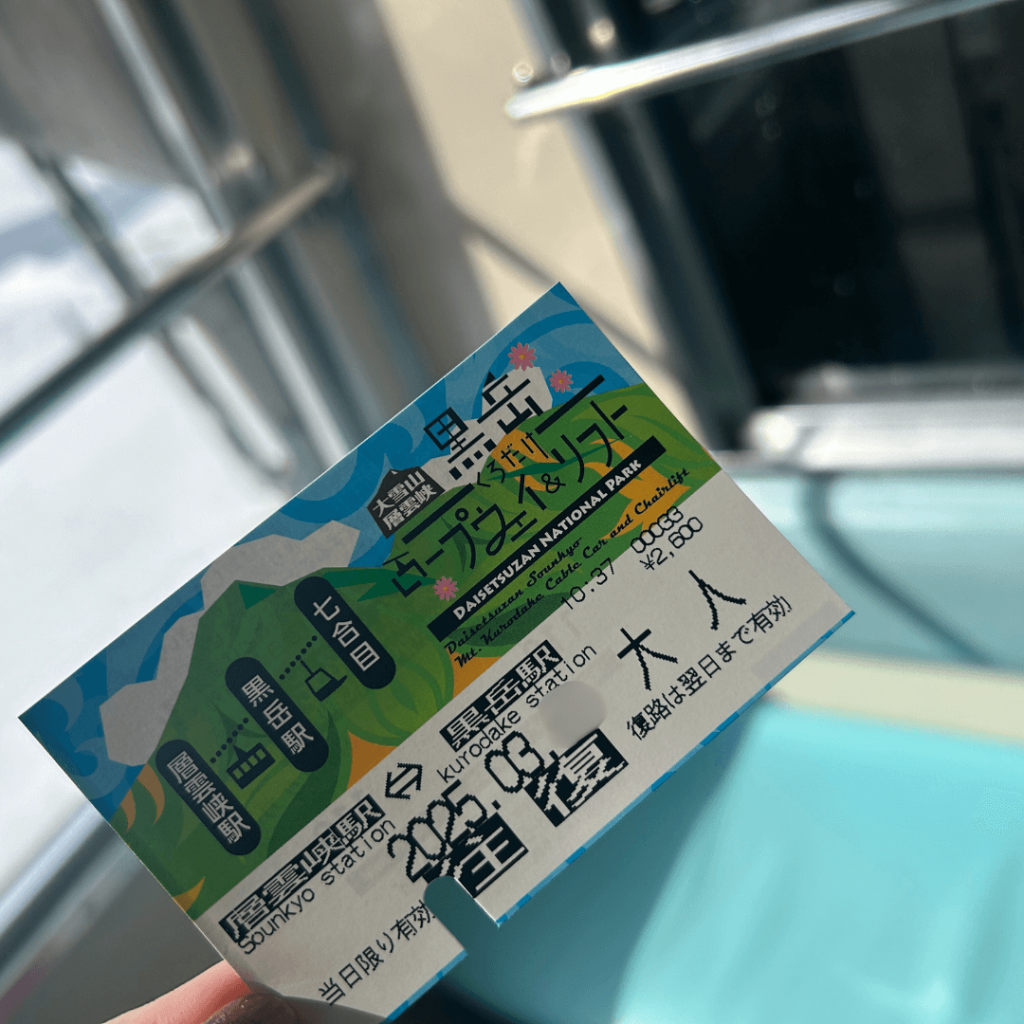 大雪山
層雲峡
黒岳
くろだけ
ロープウェイ&リフト
DAISETSUZAN NATIONAL PARK
Daisetsuzan Sounkyo
Mt. Kurodake Cable Car and Chairlift
七合目
黒岳駅
層雲峡駅
10:37
00033
¥2,600
層雲峡駅 ⇔ 黒岳駅
Sounkyo station
kurodake station
大人
2025.03.
往復
当日限り有効
復路は翌日まで有効